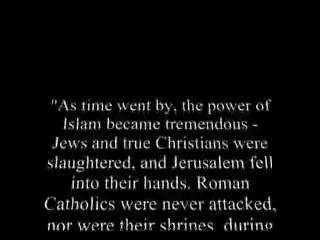 "As time went by, the power of
Islam became tremendous -
Jews and true Christians were
slaughtered, and Jerusalem fell
into their hands. Roman
Catholics were never attacked,
nor were their shrines, during